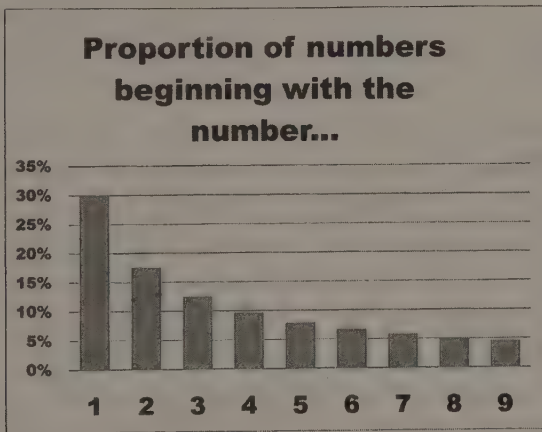 Proportion of numbers
beginning with the
number...
35%
30%
25%
20%
15%
10%
5%
0%
1 2 3 4 5 6 7 8 9